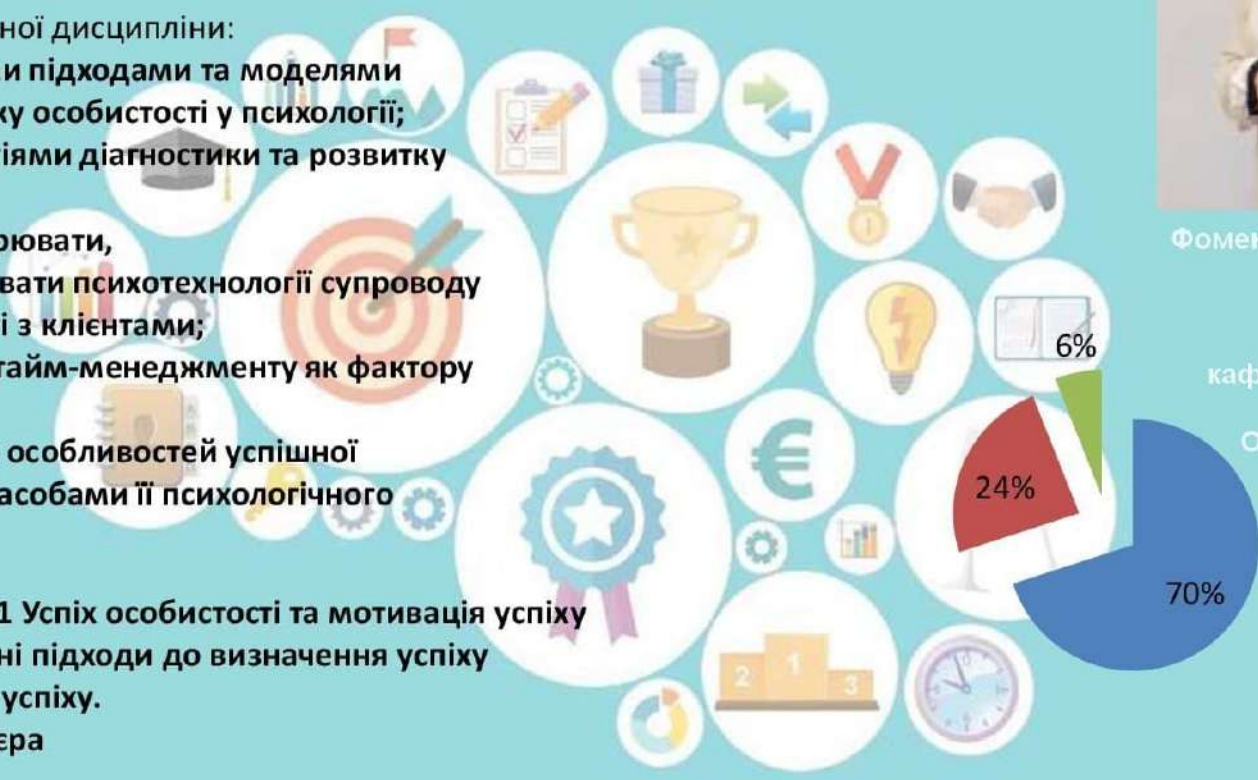 ної дисципліни:
и підходами та моделями
ку особистості у психології;
іями діагностики та розвитку
рювати,
вати психотехнології супроводу
і з клієнтами;
тайм-менеджменту як фактору
особливостей успішної
асобами її психологічного
1 Успіх особистості та мотивація успіху
ні підходи до визначення успіху
успіху.
єра
Фомен
каф
О
6%
24%
70%
2 1 3